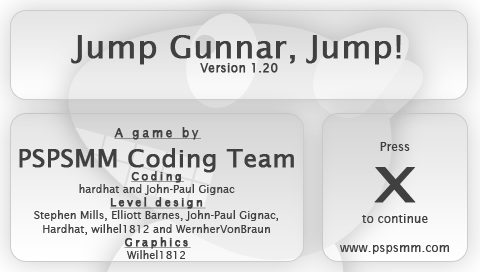 Jump Gunnar, Jump!
Version 1.20
A game by
PSPSMM Coding Team
Coding
hardhat and John-Paul Gignac
Level design
Stephen Mills, Elliott Barnes, John-Paul Gignac,
Hardhat, wilhel1812 and WernherVonBraun
Graphics
Wilhel1812
Press
X
to continue
www.pspsmm.com